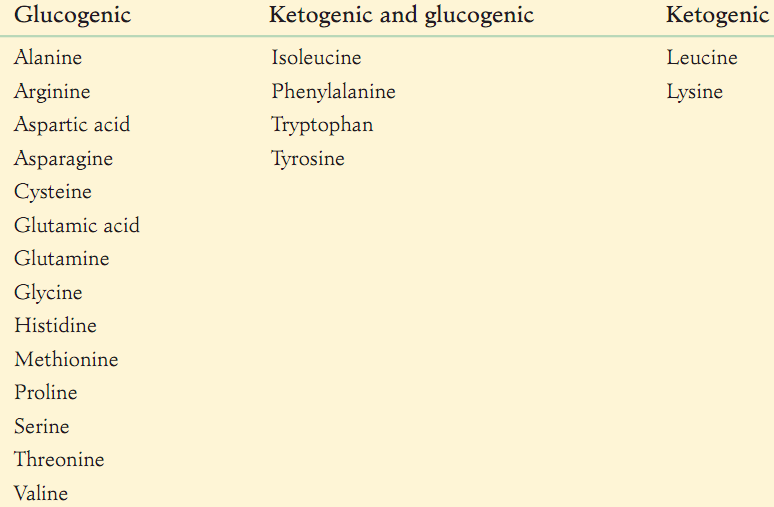 Glucogenic Ketogenic and glucogenic Ketogenic
Alanine Isoleucine Leucine
Arginine Phenylalanine Lysine
Aspartic acid Tryptophan
Asparagine Tyrosine
Cysteine
Glutamic acid
Glutamine
Glycine
Histidine
Methionine
Proline
Serine
Threonine
Valine